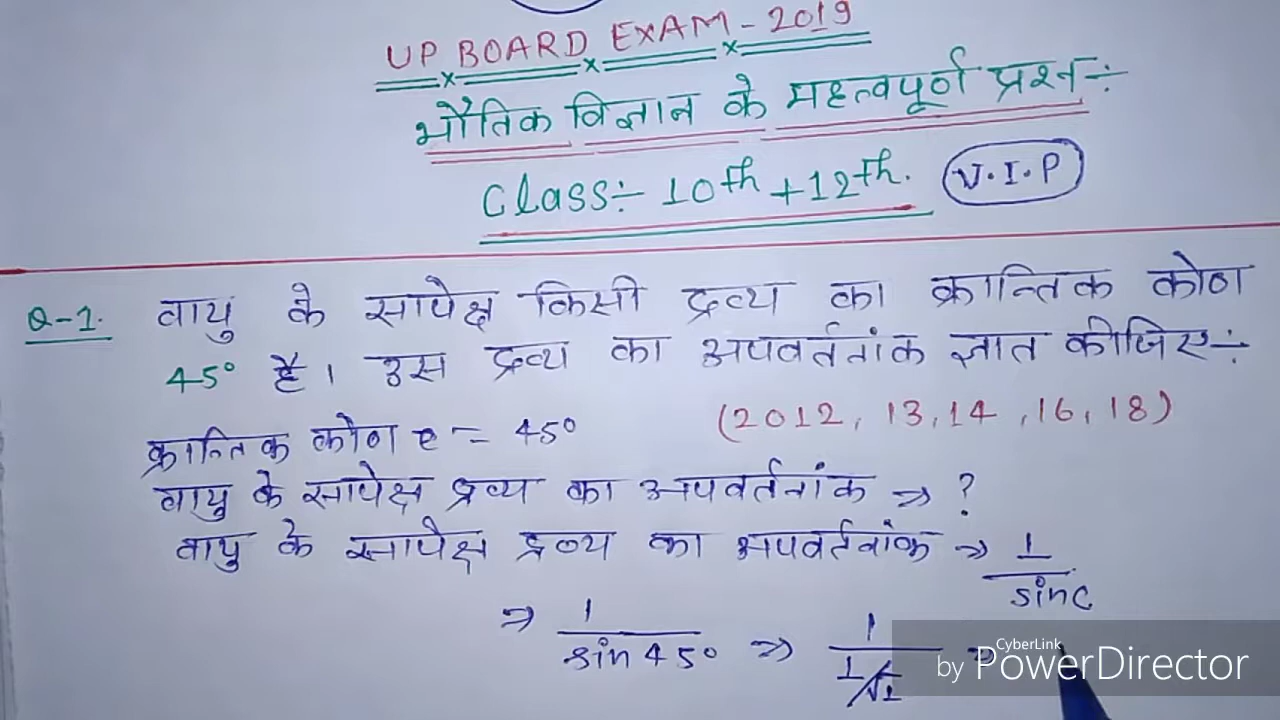 UP BOARD EXAM - 2019
भौतिक विज्ञान के महत्वपूर्ण प्रश्न÷
Class:- 10th + 12th. V.I.P
Q-1. वायु के सापेक्ष किसी द्रव्य का क्रान्तिक कोण
45° है। उस द्रव्य का अपवर्तनांक ज्ञात कीजिए÷
(2012, 13, 14, 16, 18)
क्रान्तिक कोण c = 45°
वायु के सापेक्ष द्रव्य का अपवर्तनांक ⇒ ?
वायु के सापेक्ष द्रव्य का अपवर्तनांक ⇒ 1/sinc
⇒ 1/sin45° ⇒ 1/1/√2 ⇒
CyberLink
by PowerDirector